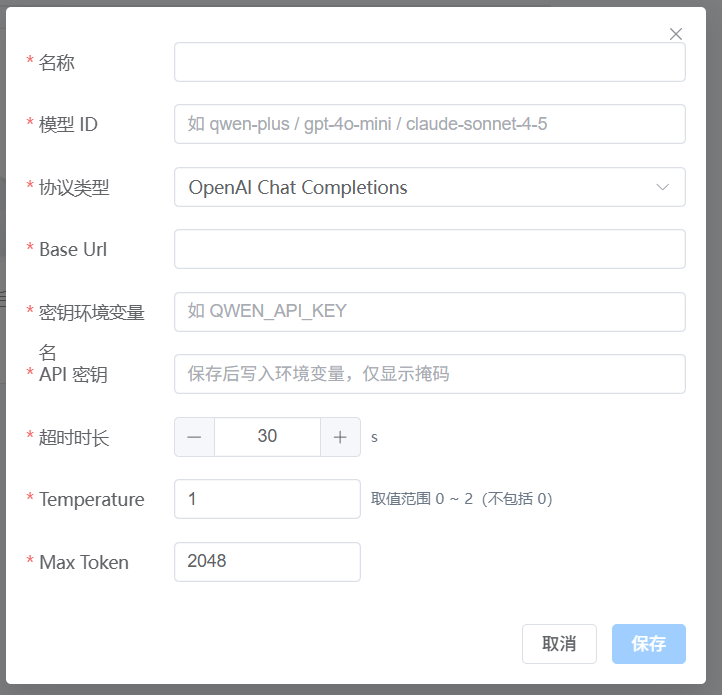 * 名称
* 模型 ID 如 qwen-plus / gpt-4o-mini / claude-sonnet-4-5
* 协议类型 OpenAI Chat Completions
* Base Url
* 密钥环境变量 如 QWEN_API_KEY
名
* API 密钥 保存后写入环境变量，仅显示掩码
* 超时时长 — 30 + s
* Temperature 1 取值范围 0 ~ 2（不包括 0）
* Max Token 2048
取消 保存